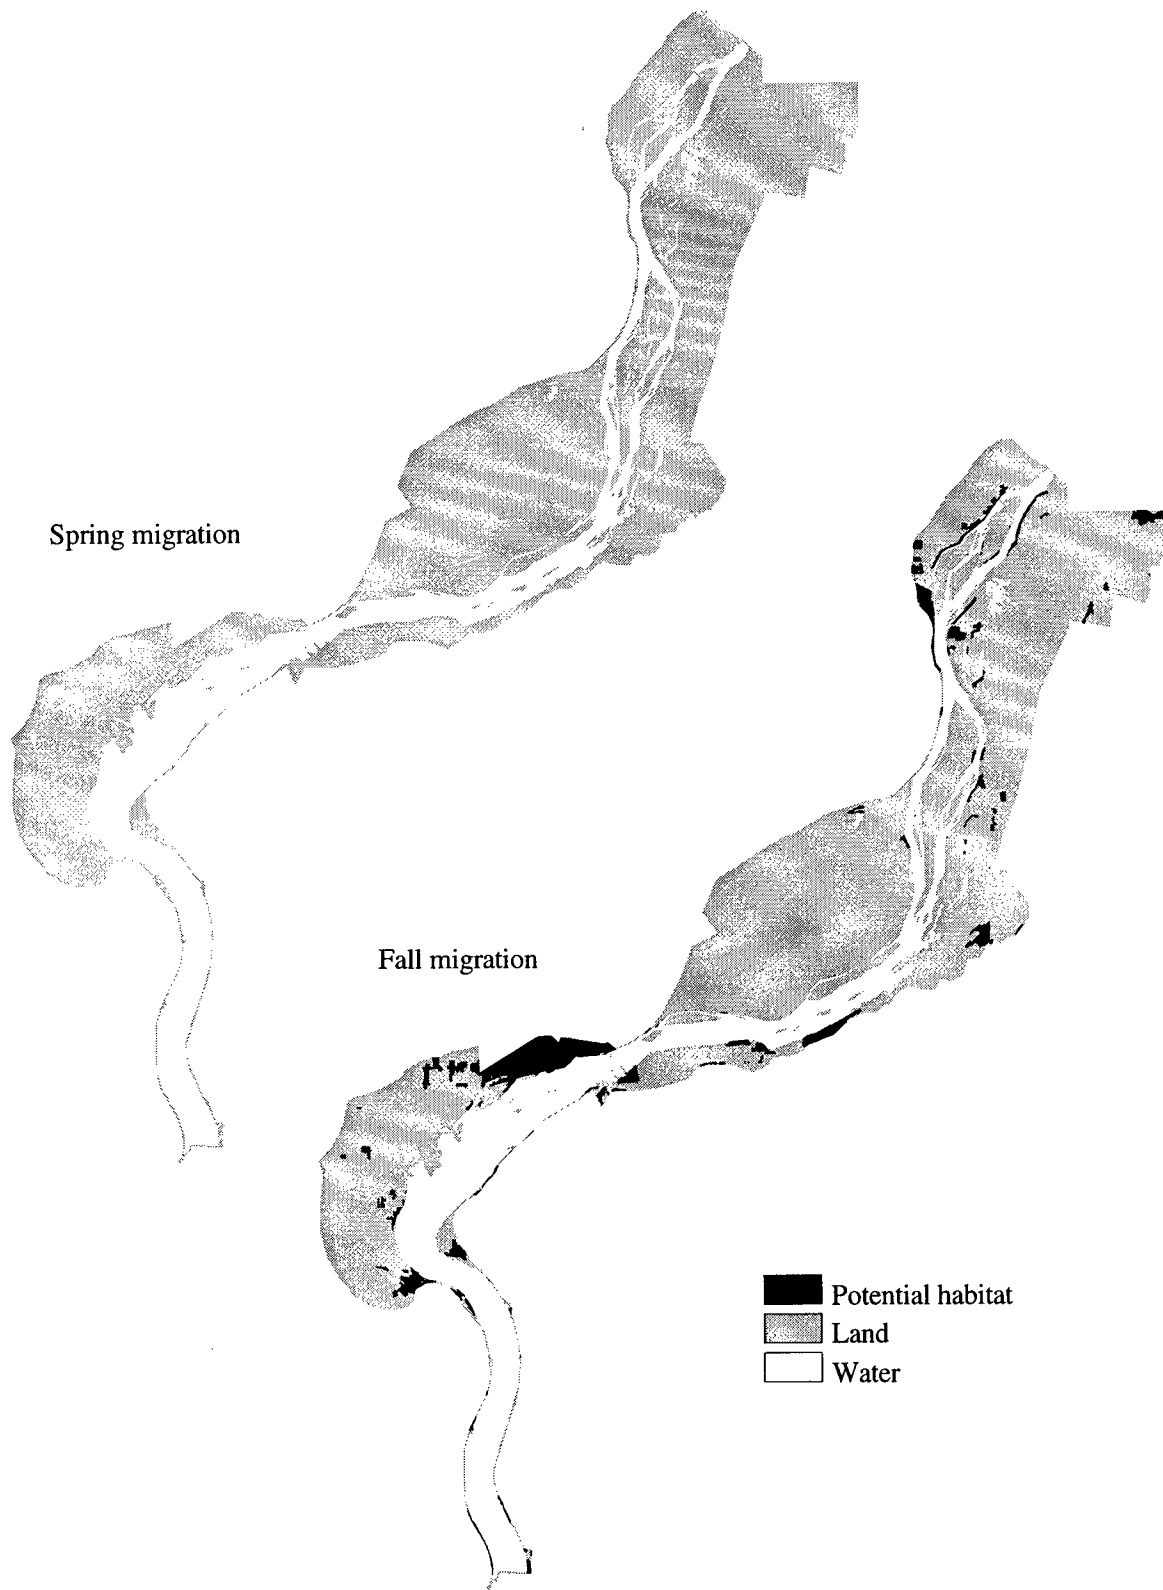 Spring migration
Fall migration
Potential habitat
Land
Water